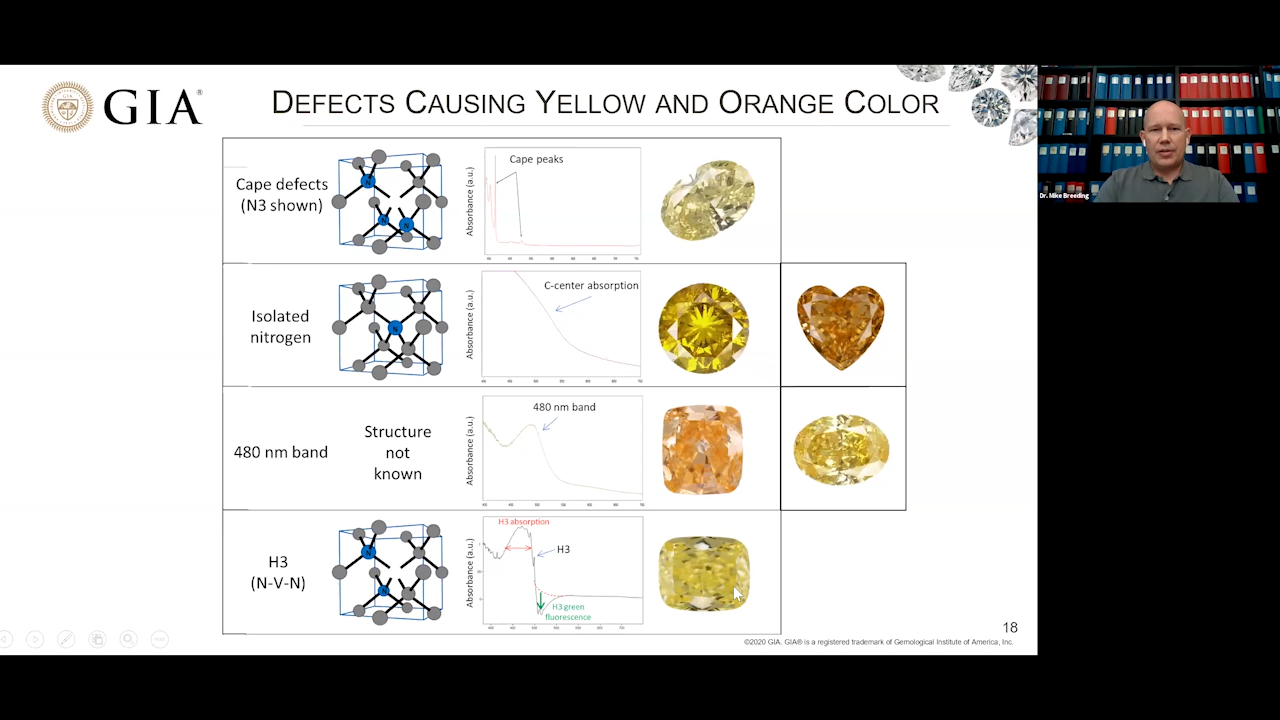 GIA®
DEFECTS CAUSING YELLOW AND ORANGE COLOR
Cape defects
(N3 shown)
N
N
N
Absorbance (a.u.)
Cape peaks
Isolated
nitrogen
N
Absorbance (a.u.)
C-center absorption
480 nm band
Structure
not
known
Absorbance (a.u.)
480 nm band
H3
(N-V-N)
N
N
Absorbance (a.u.)
H3 absorption
H3
H3 green
fluorescence
18
©2020 GIA. GIA® is a registered trademark of Gemological Institute of America, Inc.
Dr. Mike Breeding